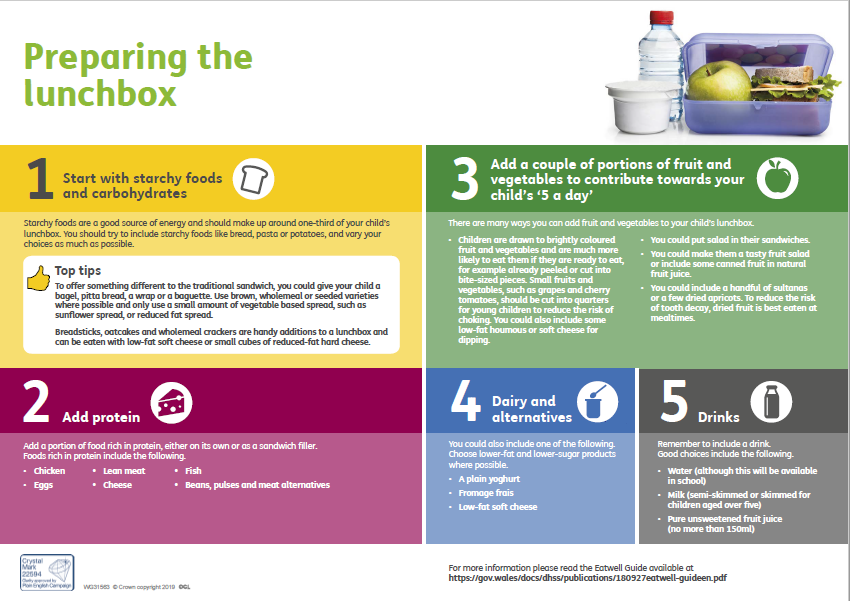 Preparing the
lunchbox
1 Start with starchy foods
and carbohydrates
Starchy foods are a good source of energy and should make up around one-third of your child's
lunchbox. You should try to include starchy foods like bread, pasta or potatoes, and vary your
choices as much as possible.
Top tips
To offer something different to the traditional sandwich, you could give your child a
bagel, pitta bread, a wrap or a baguette. Use brown, wholemeal or seeded varieties
where possible and only use a small amount of vegetable based spread, such as
sunflower spread, or reduced fat spread.
Breadsticks, oatcakes and wholemeal crackers are handy additions to a lunchbox and
can be eaten with low-fat soft cheese or small cubes of reduced-fat hard cheese.
2 Add protein
Add a portion of food rich in protein, either on its own or as a sandwich filler.
Foods rich in protein include the following.
• Chicken • Lean meat • Fish
• Eggs • Cheese • Beans, pulses and meat alternatives
3 Add a couple of portions of fruit and
vegetables to contribute towards your
child's '5 a day'
There are many ways you can add fruit and vegetables to your child's lunchbox.
• Children are drawn to brightly coloured
fruit and vegetables and are much more
likely to eat them if they are ready to eat,
for example already peeled or cut into
bite-sized pieces. Small fruits and
vegetables, such as grapes and cherry
tomatoes, should be cut into quarters
for young children to reduce the risk of
choking. You could also include some
low-fat houmous or soft cheese for
dipping.
• You could put salad in their sandwiches.
• You could make them a tasty fruit salad
or include some canned fruit in natural
fruit juice.
• You could include a handful of sultanas
or a few dried apricots. To reduce the risk
of tooth decay, dried fruit is best eaten at
mealtimes.
4 Dairy and
alternatives
You could also include one of the following.
Choose lower-fat and lower-sugar products
where possible.
• A plain yoghurt
• Fromage frais
• Low-fat soft cheese
5 Drinks
Remember to include a drink.
Good choices include the following.
• Water (although this will be available
in school)
• Milk (semi-skimmed or skimmed for
children aged over five)
• Pure unsweetened fruit juice
(no more than 150ml)
Crystal
Mark
22594
Clarity approved by
Plain English Campaign
WG31563 © Crown copyright 2019 OGL
For more information please read the Eatwell Guide available at
https://gov.wales/docs/dhss/publications/180927eatwell-guideen.pdf